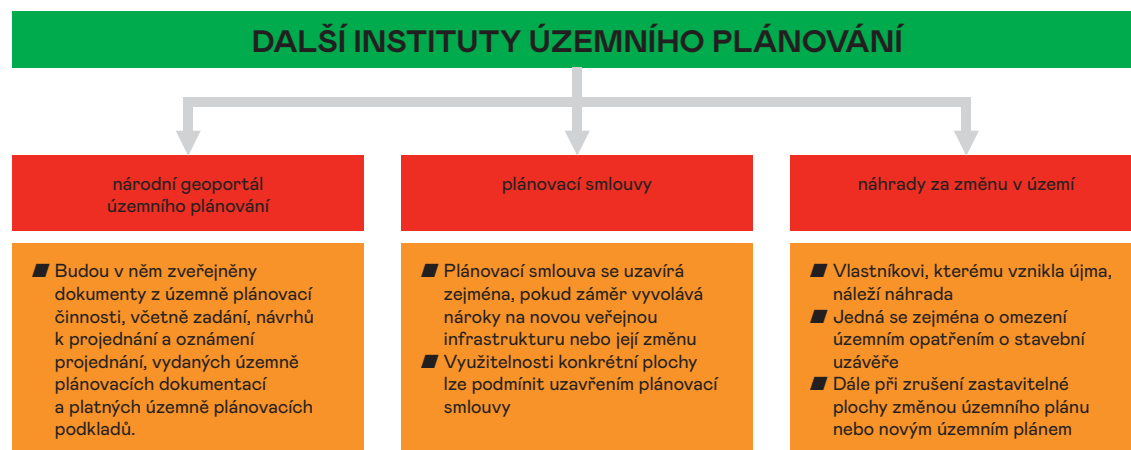 DALŠÍ INSTITUTY ÚZEMNÍHO PLÁNOVÁNÍ
národní geoportál
územního plánování
Budou v něm zveřejněny
dokumenty z územně plánovací
činnosti, včetně zadání, návrhů
k projednání a oznámení
projednání, vydaných územně
plánovacích dokumentací
a platných územně plánovacích
podkladů.
plánovací smlouvy
Plánovací smlouva se uzavírá
zejména, pokud záměr vyvolává
nároky na novou veřejnou
infrastrukturu nebo její změnu
Využitelnosti konkrétní plochy
lze podmínit uzavřením plánovací
smlouvy
náhrady za změnu v území
Vlastníkovi, kterému vznikla újma,
náleží náhrada
Jedná se zejména o omezení
územním opatřením o stavební
uzávěře
Dále při zrušení zastavitelné
plochy změnou územního plánu
nebo novým územním plánem